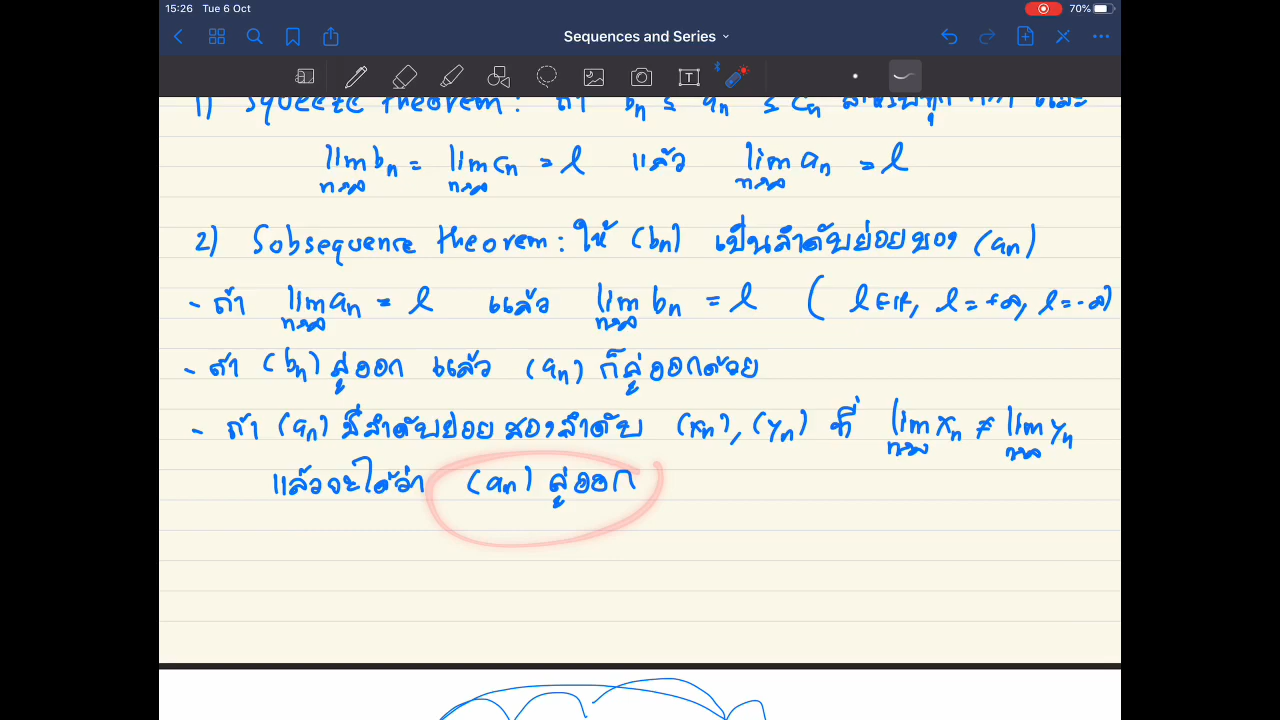 15:26 Tue 6 Oct 70%
Sequences and Series
T
1) Squeeze theorem : ถ้า bn ≤ an ≤ cn สำหรับทุก และ
lim n→∞ bn = lim n→∞ cn = l แล้ว lim n→∞ an = l
2) Subsequence theorem : ให้ (bn) เป็นลำดับย่อยของ (an)
- ถ้า lim n→∞ an = l แล้ว lim n→∞ bn = l ( l ∈ ℝ, l = +∞, l = -∞)
- ถ้า (bn) ลู่ออก แล้ว (an) ก็ลู่ออกด้วย
- ถ้า (an) มีลำดับย่อย สองลำดับ (xn), (yn) ที่ lim n→∞ xn ≠ lim n→∞ yn
แล้วจะได้ว่า (an) ลู่ออก